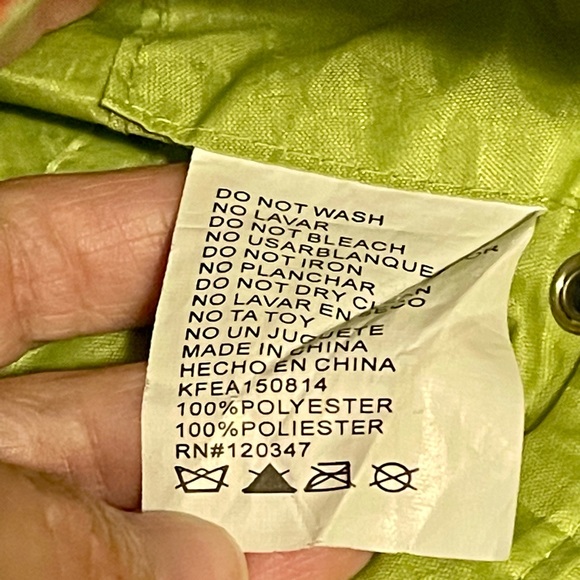 DO NOT WASH
NO LAVAR
DO NOT BLEACH
NO USARBLANQUE
DO NOT IRON
NO PLANCHAR
DO NOT DRY
NO LAVAR EN
NO TA TOY
NO UN JUGUETE
MADE IN CHINA
HECHO EN CHINA
KFEA150814
100%POLYESTER
100%POLIESTER
RN#120347